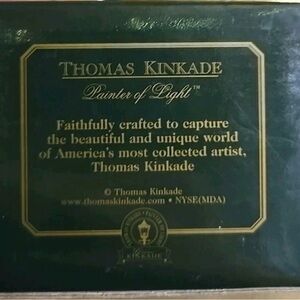 THOMAS KINKADE
Painter of Light™
Faithfully crafted to capture
the beautiful and unique world
of America's most collected artist,
Thomas Kinkade
© Thomas Kinkade
www.thomaskinkade.com • NYSE(MDA)
KINKADE